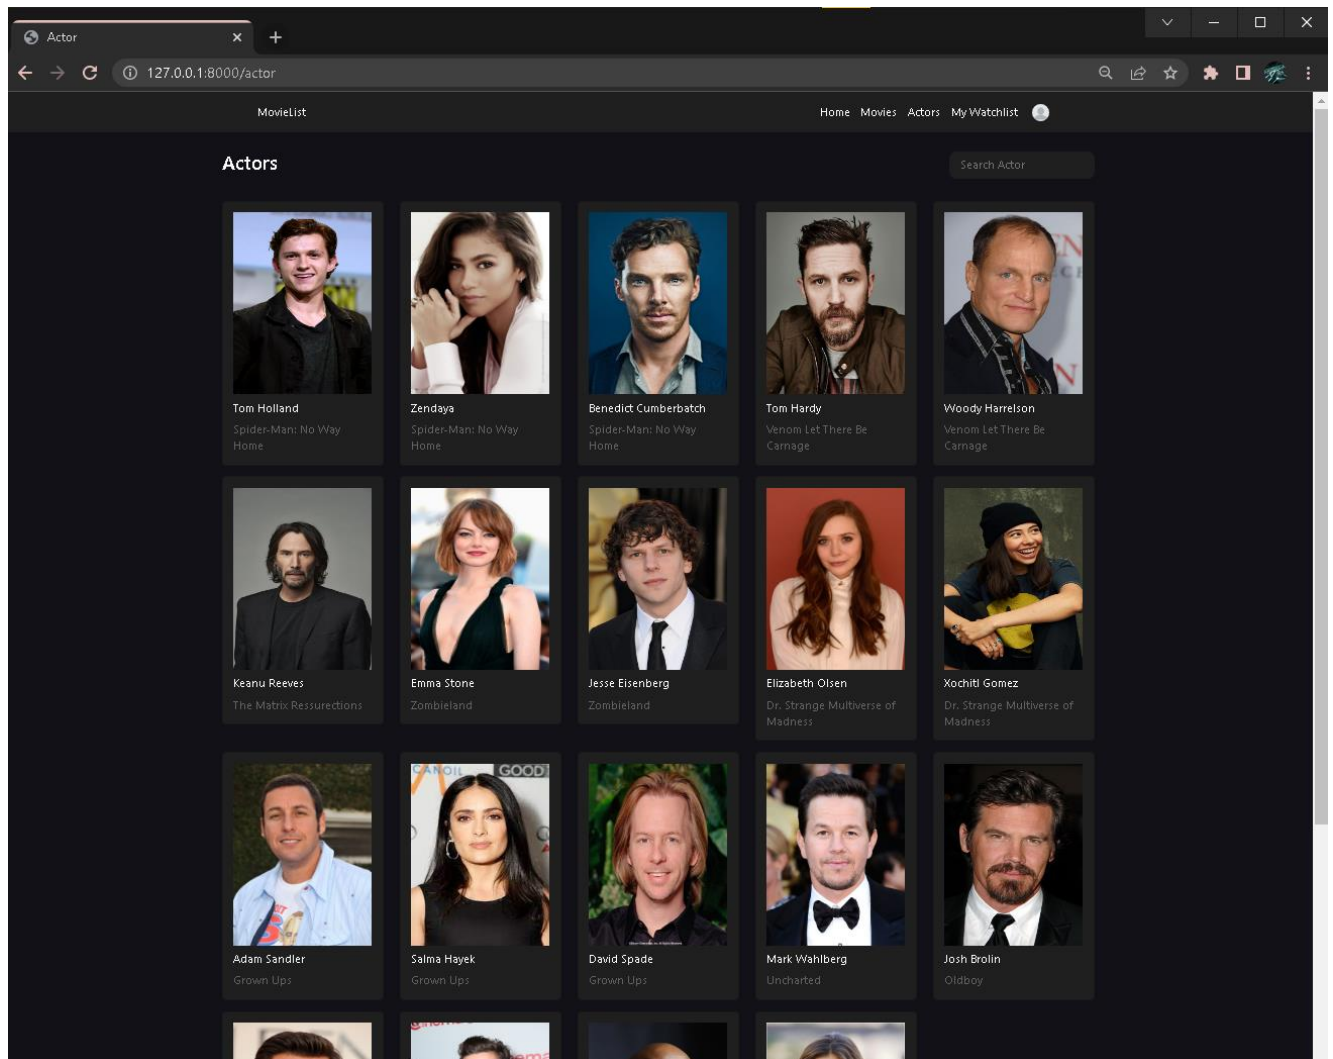 Actor
127.0.0.1:8000/actor
MovieList
Home Movies Actors My Watchlist
Actors
Search Actor
Tom Holland
Spider-Man: No Way
Home
Zendaya
Spider-Man: No Way
Home
Benedict Cumberbatch
Spider-Man: No Way
Home
Tom Hardy
Venom Let There Be
Carnage
Woody Harrelson
Venom Let There Be
Carnage
Keanu Reeves
The Matrix Ressurections
Emma Stone
Zombieland
Jesse Eisenberg
Zombieland
Elizabeth Olsen
Dr. Strange Multiverse of
Madness
Xochitl Gomez
Dr. Strange Multiverse of
Madness
CANOIL
GOOD
Adam Sandler
Grown Ups
Salma Hayek
Grown Ups
David Spade
Grown Ups
Mark Wahlberg
Uncharted
Josh Brolin
Oldboy